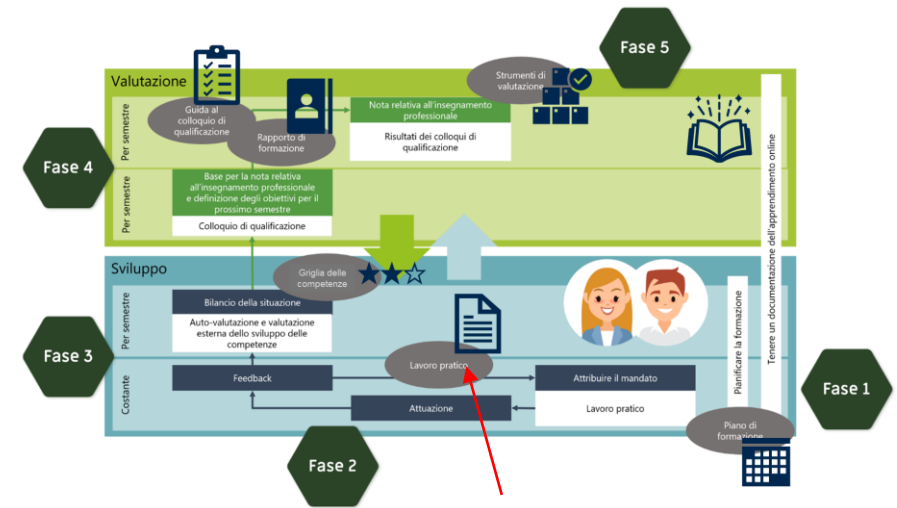 Fase 5
Valutazione
Strumenti di
valutazione
Per semestre
Guida al
colloquio di
qualificazione
Rapporto di
formazione
Nota relativa all'insegnamento
professionale
Risultati dei colloqui di
qualificazione
Fase 4
Per semestre
Base per la nota relativa
all'insegnamento professionale
e definizione degli obiettivi per il
prossimo semestre
Colloquio di qualificazione
Tenere un documentazione dell'apprendimento online
Sviluppo
Griglia delle
competenze
Per semestre
Bilancio della situazione
Auto-valutazione e valutazione
esterna dello sviluppo delle
competenze
Pianificare la formazione
Fase 3
Costante
Feedback
Lavoro pratico
Attribuire il mandato
Lavoro pratico
Attuazione
Fase 1
Piano di
formazione
Fase 2